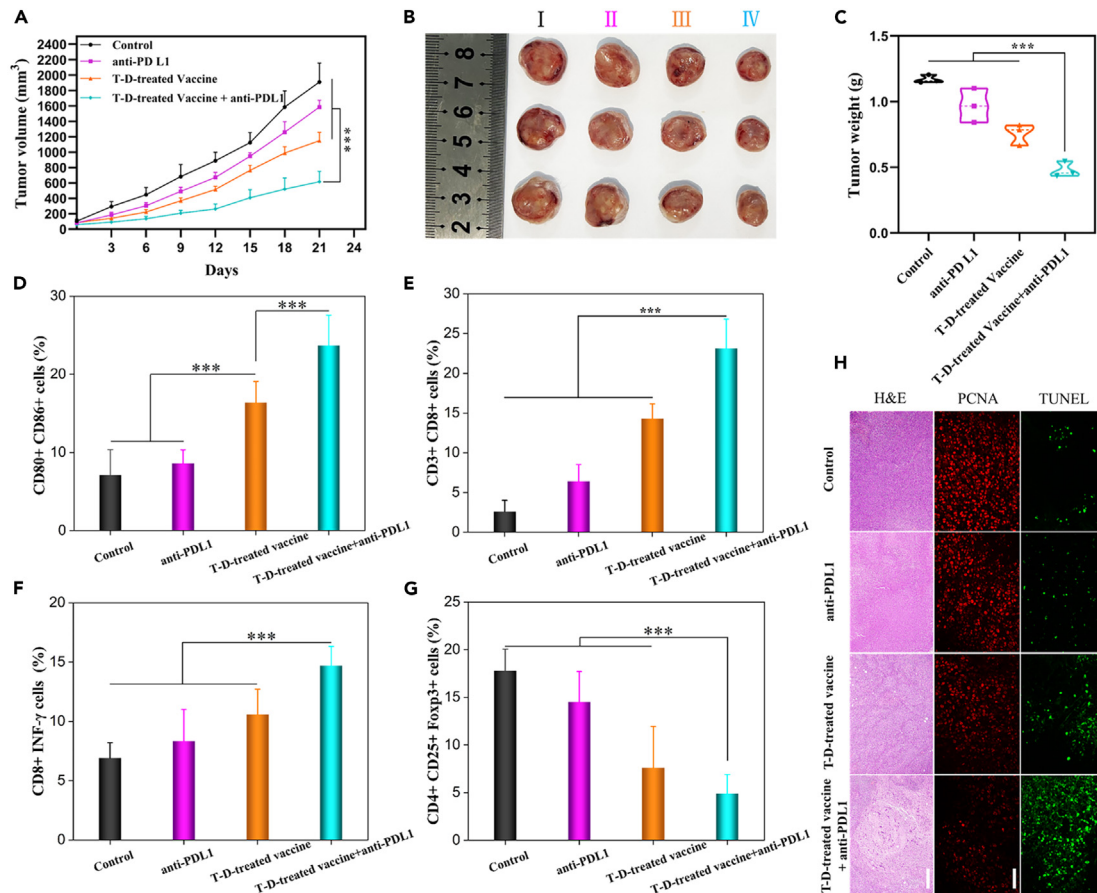 A
Tumor volume (mm³)
2400
2200
2000
1800
1600
1400
1200
1000
800
600
400
200
0
3
6
9
12
15
18
21
24
Days
Control
anti-PD L1
T-D-treated Vaccine
T-D-treated Vaccine + anti-PDL1
***
B
I
II
III
IV
8
7
6
5
4
3
2
C
Tumor weight (g)
1.5
1.0
0.5
0.0
***
Control
anti-PD L1
T-D-treated Vaccine
T-D-treated Vaccine+anti-PDL1
D
CD80+ CD86+ cells (%)
30
20
10
0
***
***
Control
anti-PDL1
T-D-treated vaccine
T-D-treated vaccine+anti-PDL1
E
CD3+ CD8+ cells (%)
30
25
20
15
10
5
0
***
Control
anti-PDL1
T-D-treated vaccine
T-D-treated vaccine+anti-PDL1
F
CD8+ INF-γ cells (%)
20
15
10
5
0
***
Control
anti-PDL1
T-D-treated vaccine
T-D-treated vaccine+anti-PDL1
G
CD4+ CD25+ Foxp3+ cells (%)
25
20
15
10
5
0
***
Control
anti-PDL1
T-D-treated vaccine
T-D-treated vaccine+anti-PDL1
H
H&E
PCNA
TUNEL
Control
anti-PDL1
T-D-treated vaccine
T-D-treated vaccine
+ anti-PDL1